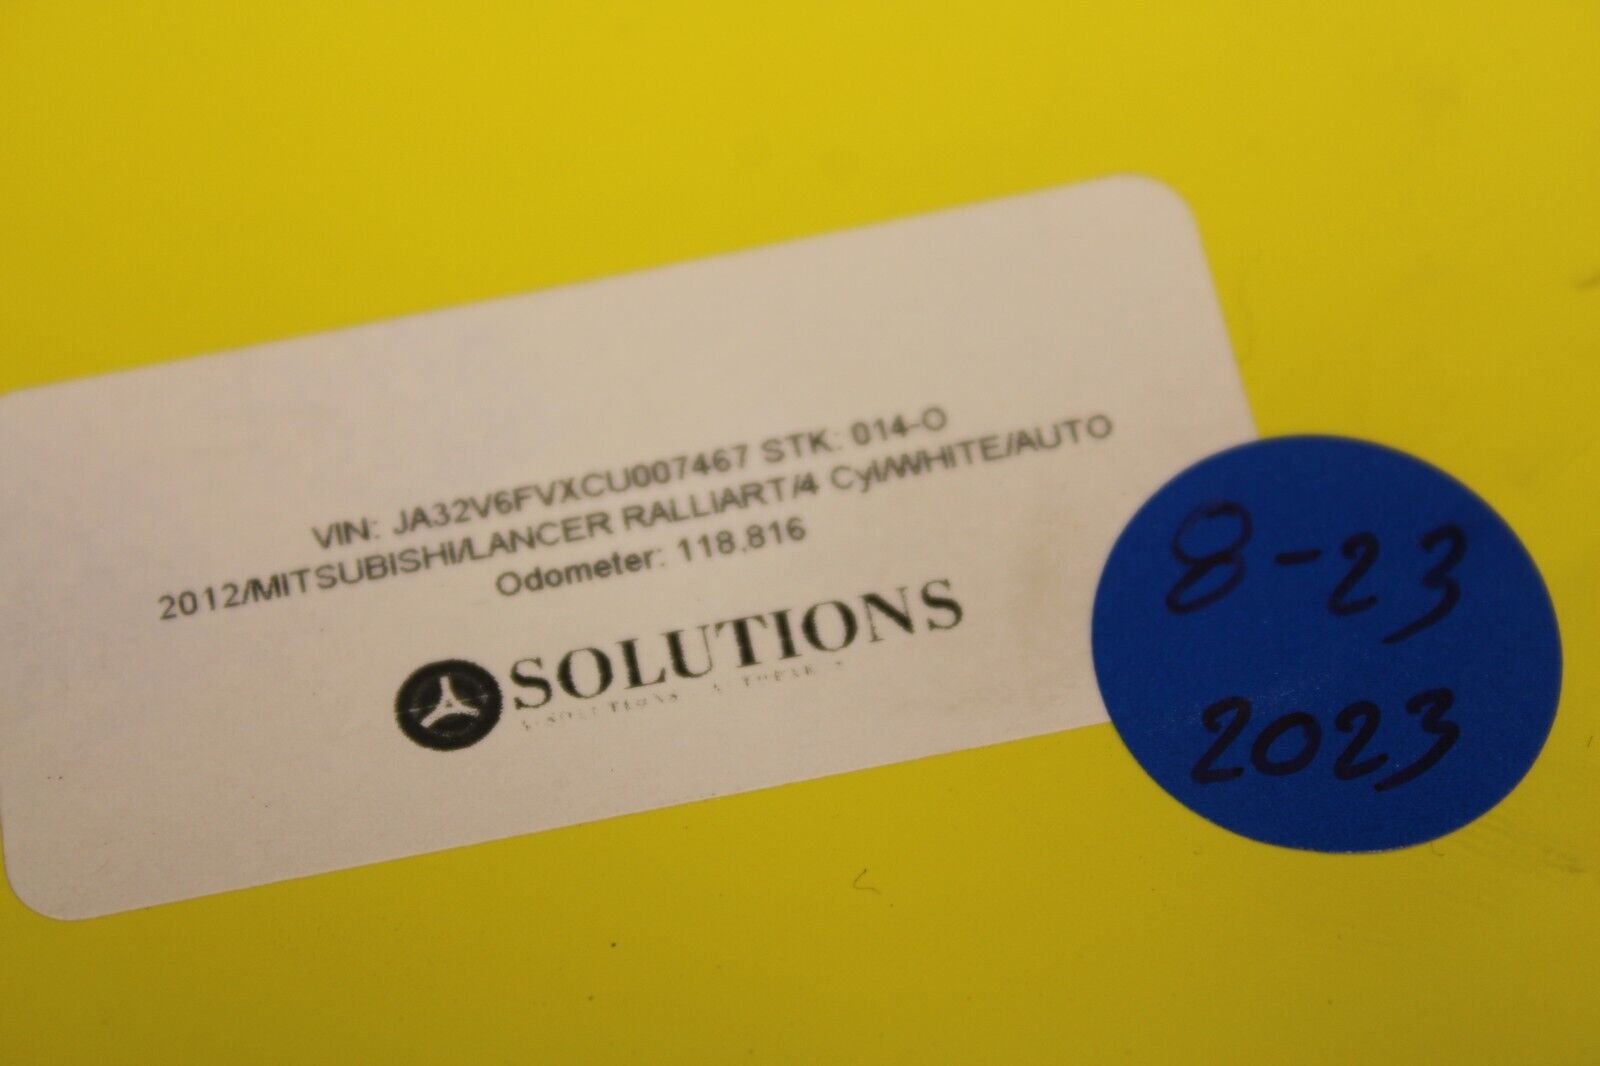 VIN: JA32V6FVXCU007467 STK: 014-O
2012/MITSUBISHI/LANCER RALLIART/4 Cyl/WHITE/AUTO
Odometer: 118,816
SOLUTIONS
8-23
2023